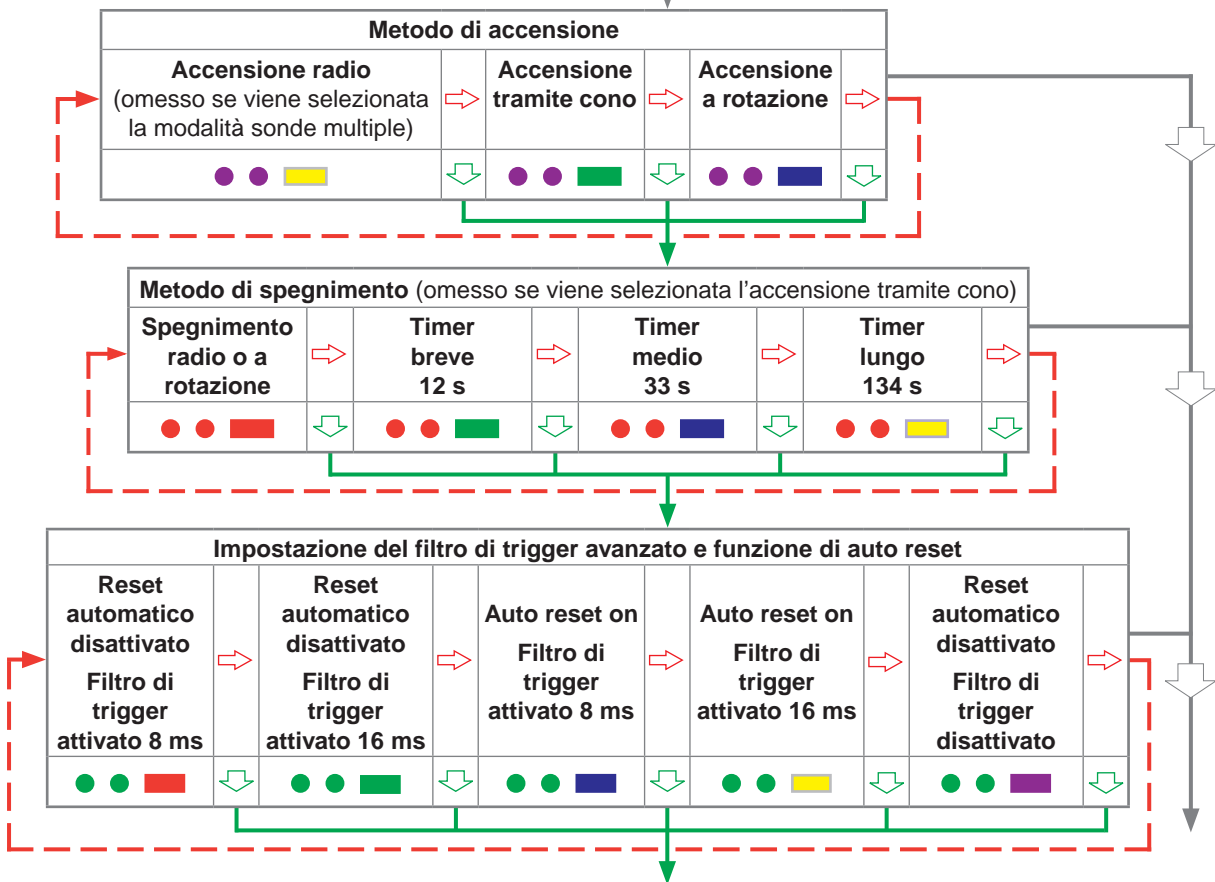 Metodo di accensione
Accensione radio
(omesso se viene selezionata
la modalità sonde multiple)
Accensione
tramite cono
Accensione
a rotazione
Metodo di spegnimento (omesso se viene selezionata l'accensione tramite cono)
Spegnimento
radio o a
rotazione
Timer
breve
12 s
Timer
medio
33 s
Timer
lungo
134 s
Impostazione del filtro di trigger avanzato e funzione di auto reset
Reset
automatico
disattivato
Filtro di
trigger
attivato 8 ms
Reset
automatico
disattivato
Filtro di
trigger
attivato 16 ms
Auto reset on
Filtro di
trigger
attivato 8 ms
Auto reset on
Filtro di
trigger
attivato 16 ms
Reset
automatico
disattivato
Filtro di
trigger
disattivato